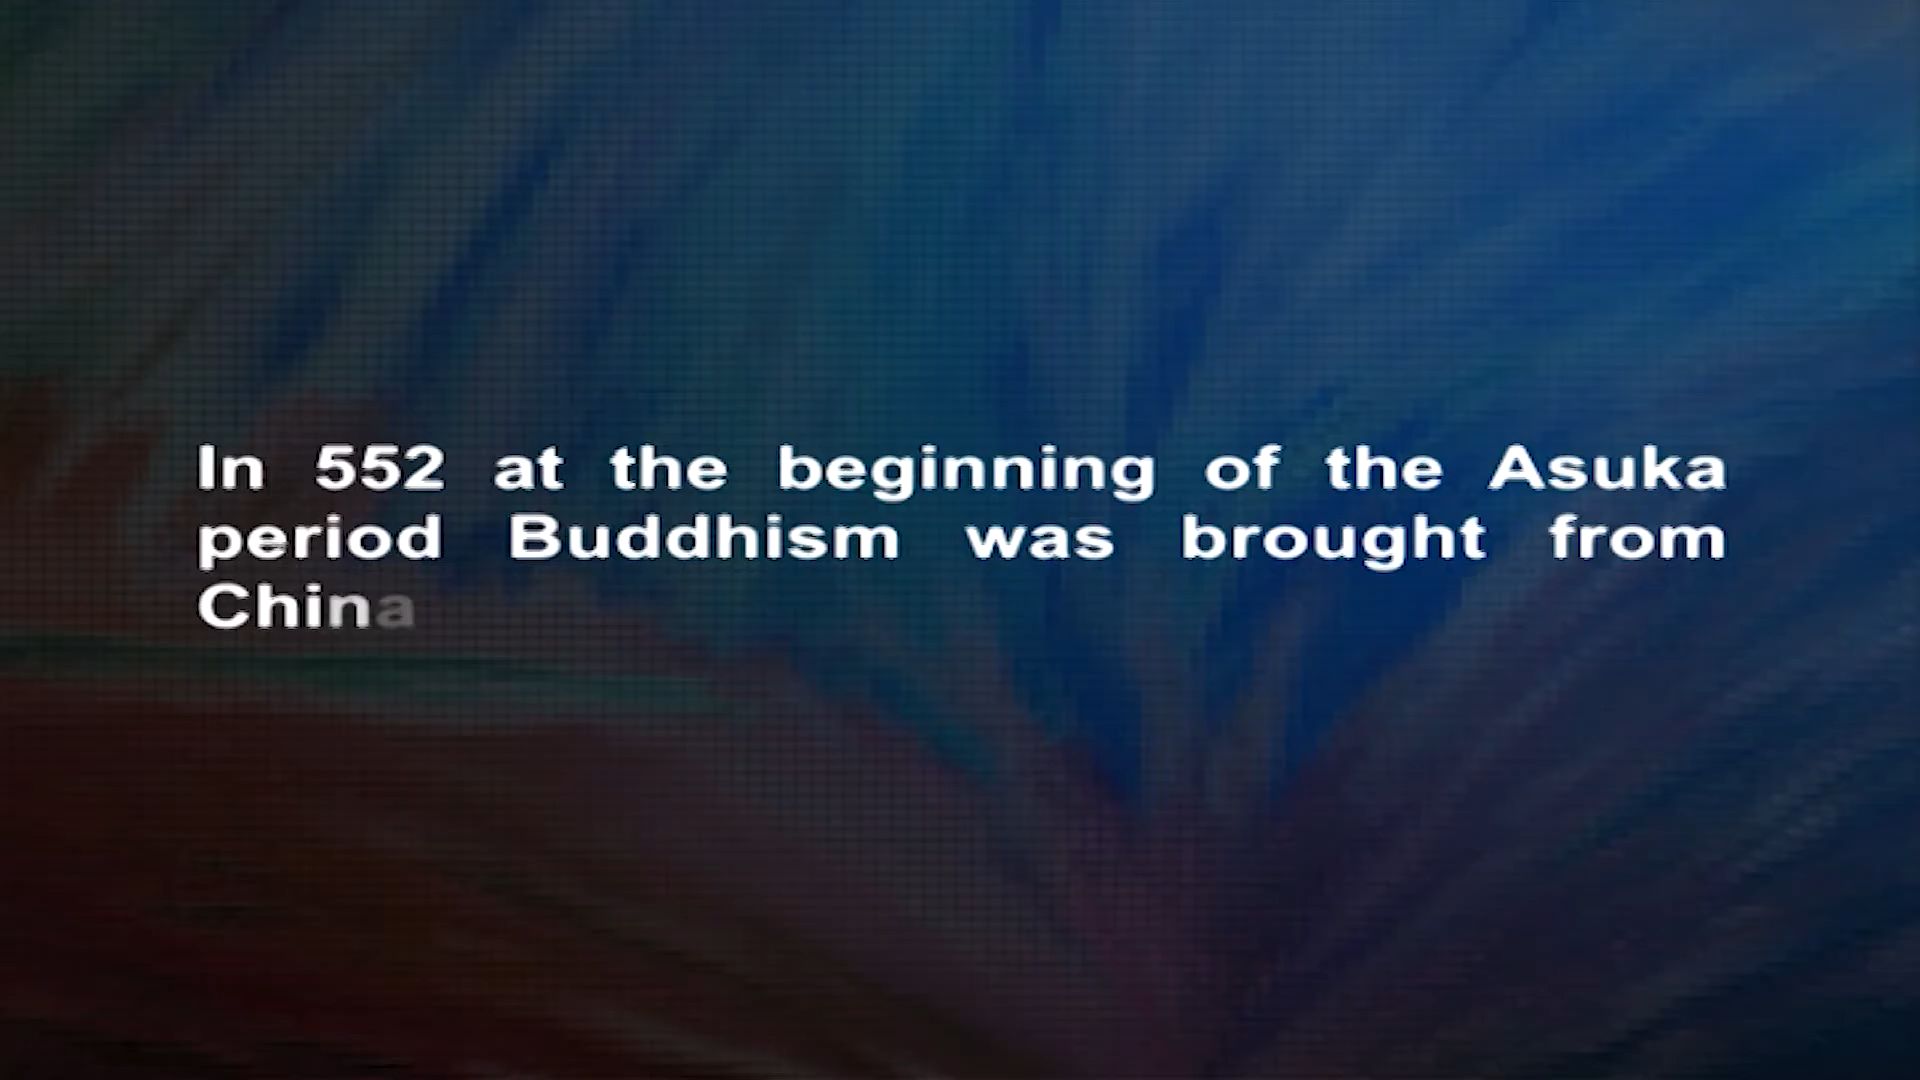 In 552 at the beginning of the Asuka
period Buddhism was brought from
China